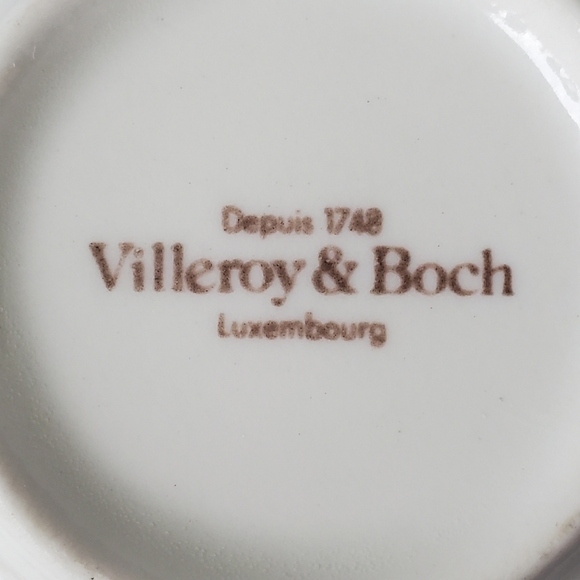 Depuis 1748
Villeroy & Boch
Luxembourg